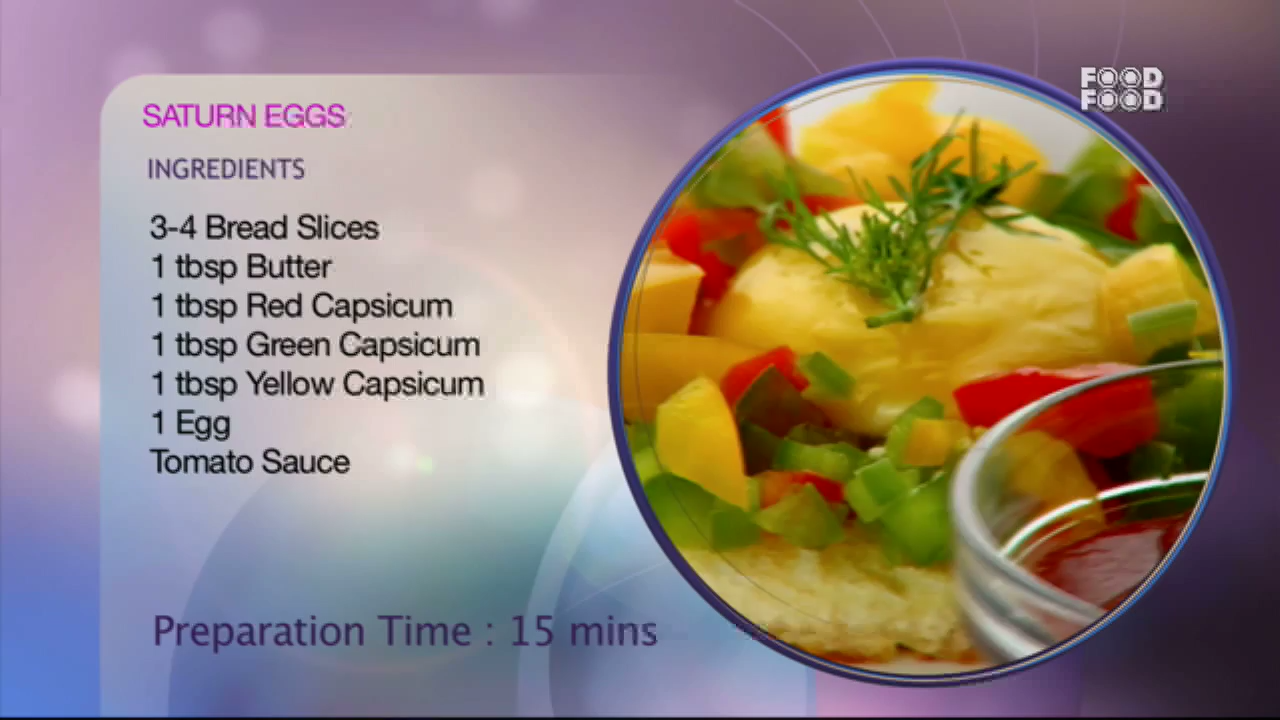 FOOD
FOOD
SATURN EGGS
INGREDIENTS
3-4 Bread Slices
1 tbsp Butter
1 tbsp Red Capsicum
1 tbsp Green Capsicum
1 tbsp Yellow Capsicum
1 Egg
Tomato Sauce
Preparation Time : 15 mins